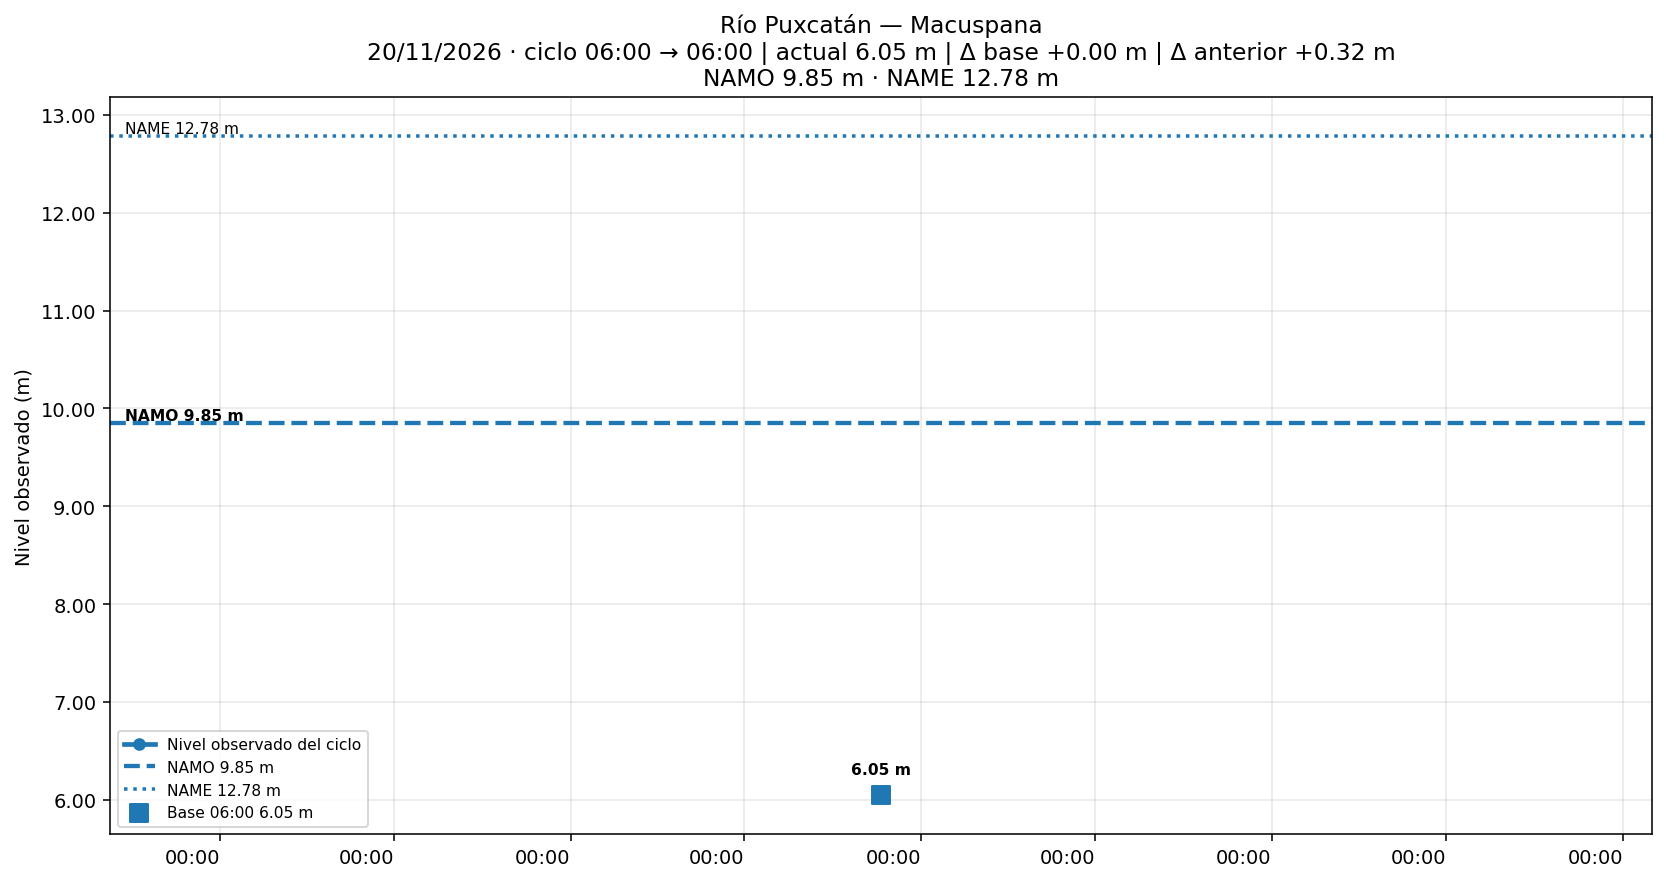 Río Puxcatán — Macuspana
20/11/2026 · ciclo 06:00 → 06:00 | actual 6.05 m | Δ base +0.00 m | Δ anterior +0.32 m
NAMO 9.85 m · NAME 12.78 m
Nivel observado (m)
13.00
12.00
11.00
10.00
9.00
8.00
7.00
6.00
NAME 12.78 m
NAMO 9.85 m
6.05 m
Nivel observado del ciclo
NAMO 9.85 m
NAME 12.78 m
Base 06:00 6.05 m
00:00 00:00 00:00 00:00 00:00 00:00 00:00 00:00 00:00